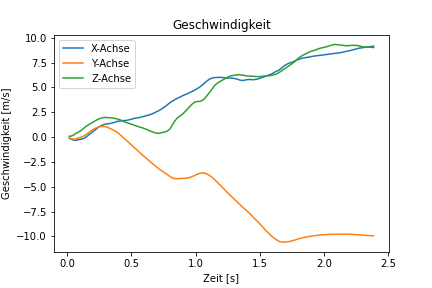 Geschwindigkeit
Geschwindigkeit [m/s]
10.0
7.5
5.0
2.5
0.0
−2.5
−5.0
−7.5
−10.0
X-Achse
Y-Achse
Z-Achse
0.0 0.5 1.0 1.5 2.0 2.5
Zeit [s]